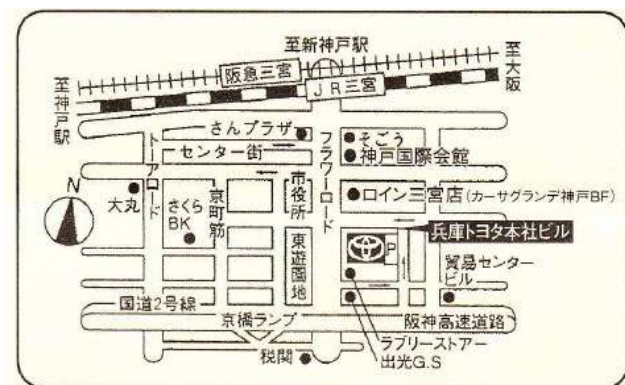 至新神戸駅
至大阪
阪急三宮
JR三宮
至神戸駅
さんプラザ
そごう
センター街
神戸国際会館
トーアロード
フラワーロード
N
大丸
さくらBK
京町筋
市役所
ロイン三宮店(カーサグランデ神戸BF)
兵庫トヨタ本社ビル
東遊園地
P
貿易センター
ビル
国道2号線
京橋ランプ
阪神高速道路
ラブリーストアー
税関
出光G.S